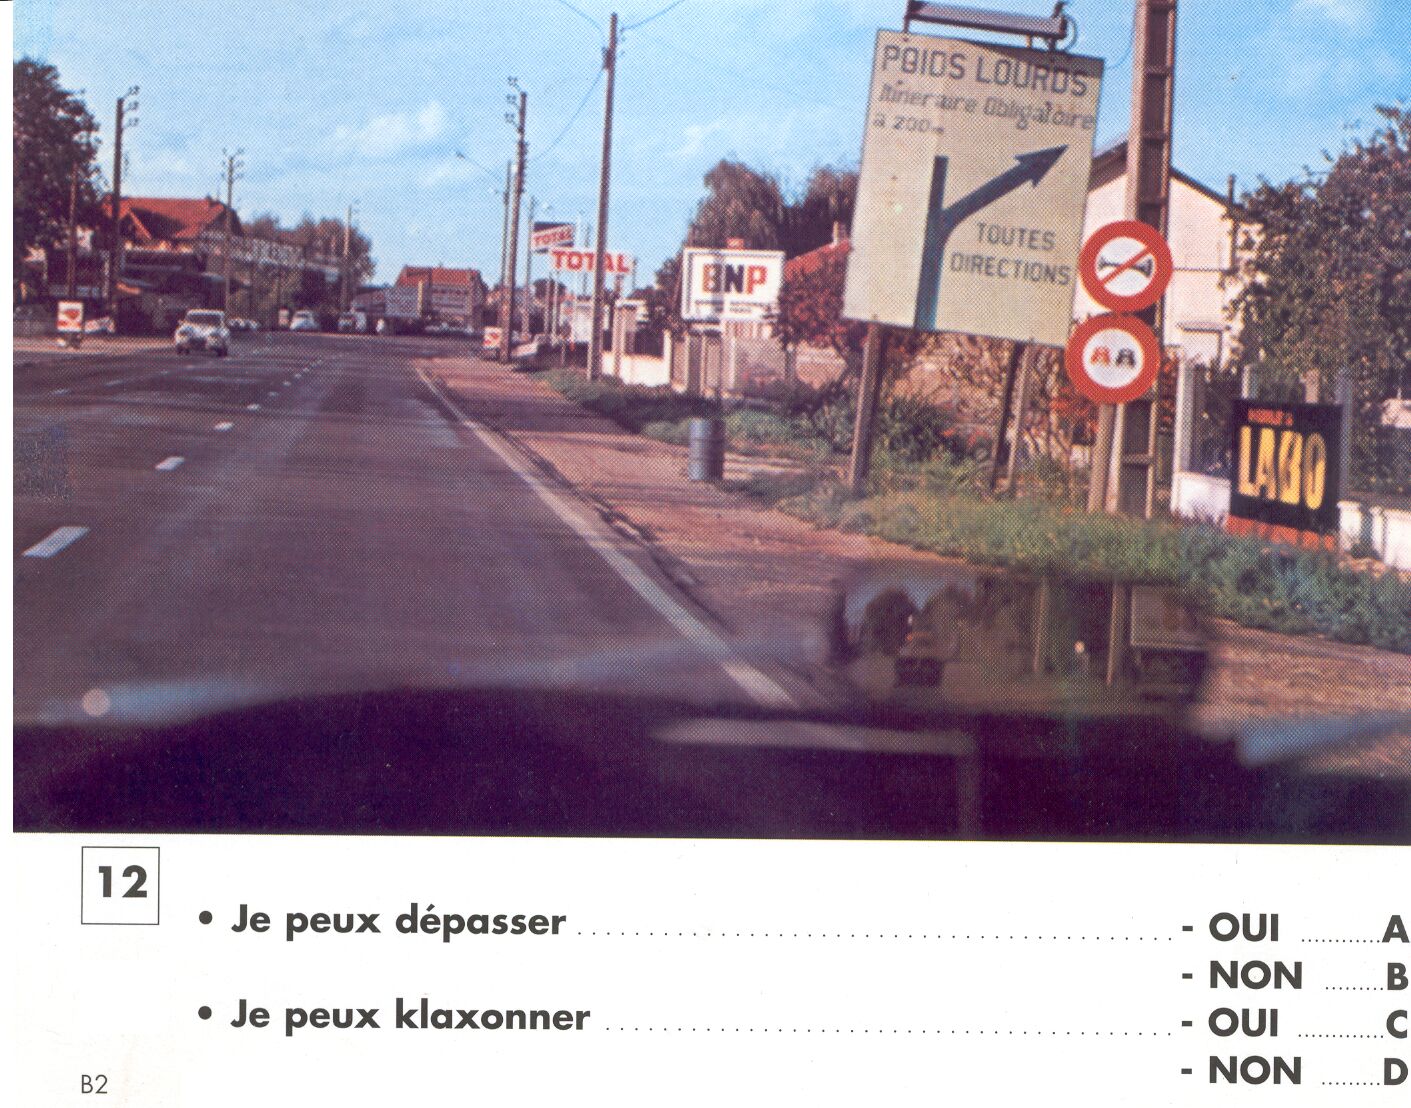 POIDS LOURDS
Itineraire Obligatoire
à 200m
TOUTES
DIRECTIONS
TOTAL
TOTAL
BNP
LABO
12
• Je peux dépasser - OUI A
- NON B
• Je peux klaxonner - OUI C
- NON D
B2